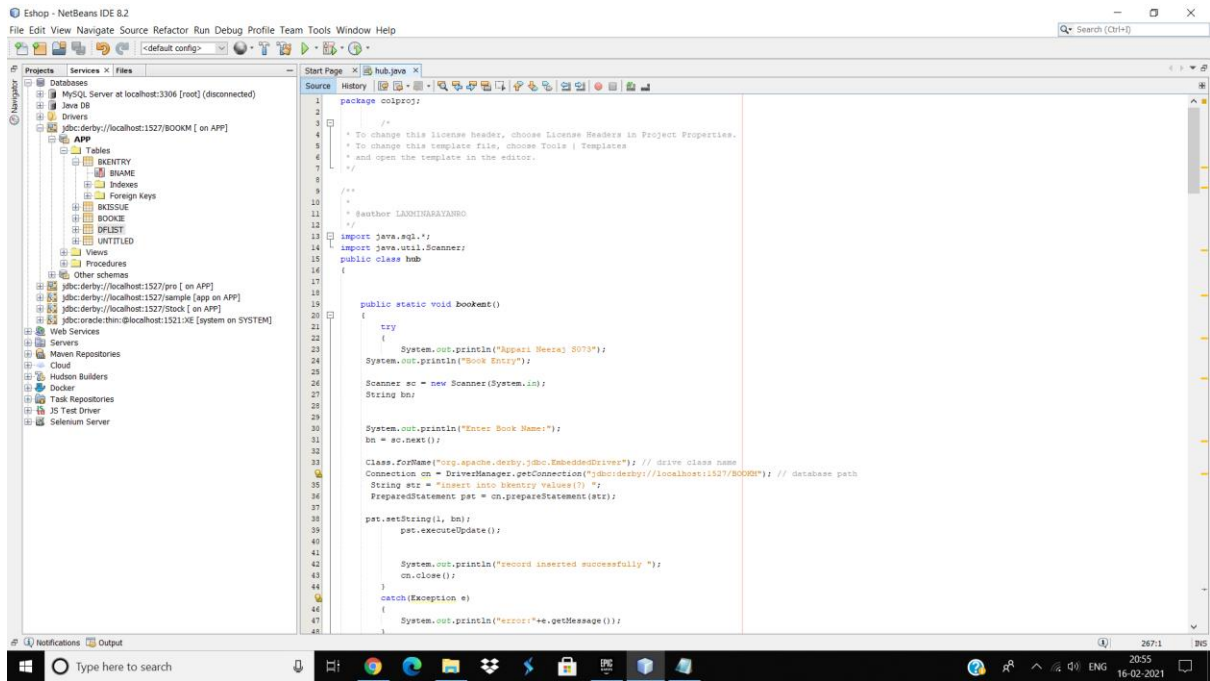 Eshop - NetBeans IDE 8.2
File Edit View Navigate Source Refactor Run Debug Profile Team Tools Window Help
Search (Ctrl+I)
<default config>
Projects Services Files
Start Page hub.java
Navigator
Source History
Databases
MySQL Server at localhost:3306 [root] (disconnected)
Java DB
Drivers
jdbc:derby://localhost:1527/BOOKM [ on APP]
APP
Tables
BKENTRY
BNAME
Indexes
Foreign Keys
BKISSUE
BOOKIE
DFLIST
UNTITLED
Views
Procedures
Other schemas
jdbc:derby://localhost:1527/pro [ on APP]
jdbc:derby://localhost:1527/sample [app on APP]
jdbc:derby://localhost:1527/Stock [ on APP]
jdbc:oracle:thin:@localhost:1521:XE [system on SYSTEM]
Web Services
Servers
Maven Repositories
Cloud
Hudson Builders
Docker
Task Repositories
JS Test Driver
Selenium Server
1 package colproj;
2
3 /*
4 * To change this license header, choose License Headers in Project Properties.
5 * To change this template file, choose Tools | Templates
6 * and open the template in the editor.
7 */
8
9 /**
10 *
11 * @author LAXMINARAYANRO
12 */
13 import java.sql.*;
14 import java.util.Scanner;
15 public class hub
16 {
17
18
19 public static void bookent()
20 {
21 try
22 {
23 System.out.println("Appari Neeraj S073");
24 System.out.println("Book Entry");
25
26 Scanner sc = new Scanner(System.in);
27 String bn;
28
29
30 System.out.println("Enter Book Name:");
31 bn = sc.next();
32
33 Class.forName("org.apache.derby.jdbc.EmbeddedDriver"); // drive class name
Connection cn = DriverManager.getConnection("jdbc:derby://localhost:1527/BOOKM"); // database path
35 String str = "insert into bkentry values(?) ";
36 PreparedStatement pst = cn.prepareStatement(str);
37
38 pst.setString(1, bn);
39 pst.executeUpdate();
40
41
42 System.out.println("record inserted successfully ");
43 cn.close();
44 }
catch(Exception e)
46 {
47 System.out.println("error:"+e.getMessage());
48 }
Notifications Output
267:1 INS
Type here to search
EPIC
ENG
20:55
16-02-2021